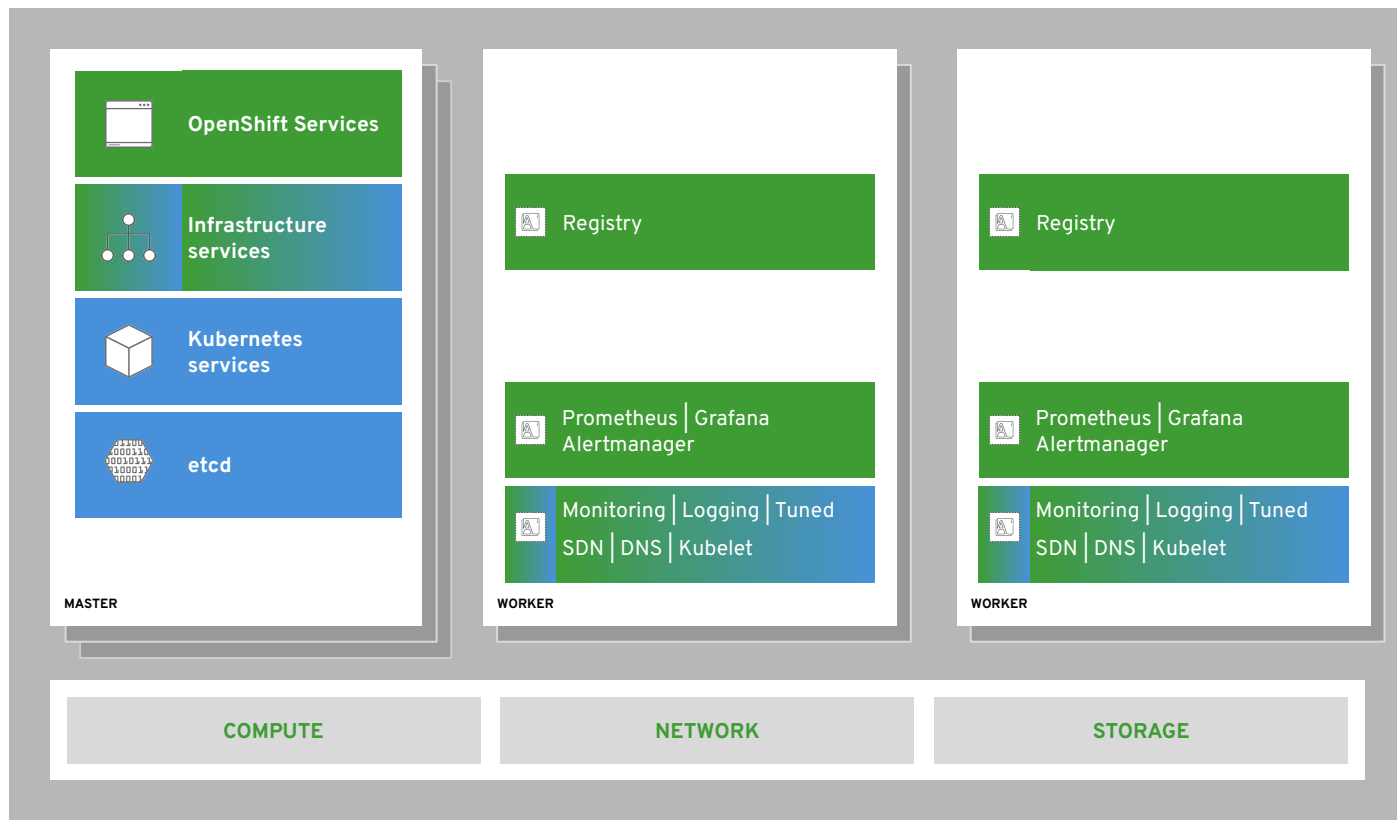 OpenShift Services
Infrastructure
services
Kubernetes
services
etcd
MASTER
Registry
Prometheus | Grafana
Alertmanager
Monitoring | Logging | Tuned
SDN | DNS | Kubelet
WORKER
Registry
Prometheus | Grafana
Alertmanager
Monitoring | Logging | Tuned
SDN | DNS | Kubelet
WORKER
COMPUTE
NETWORK
STORAGE